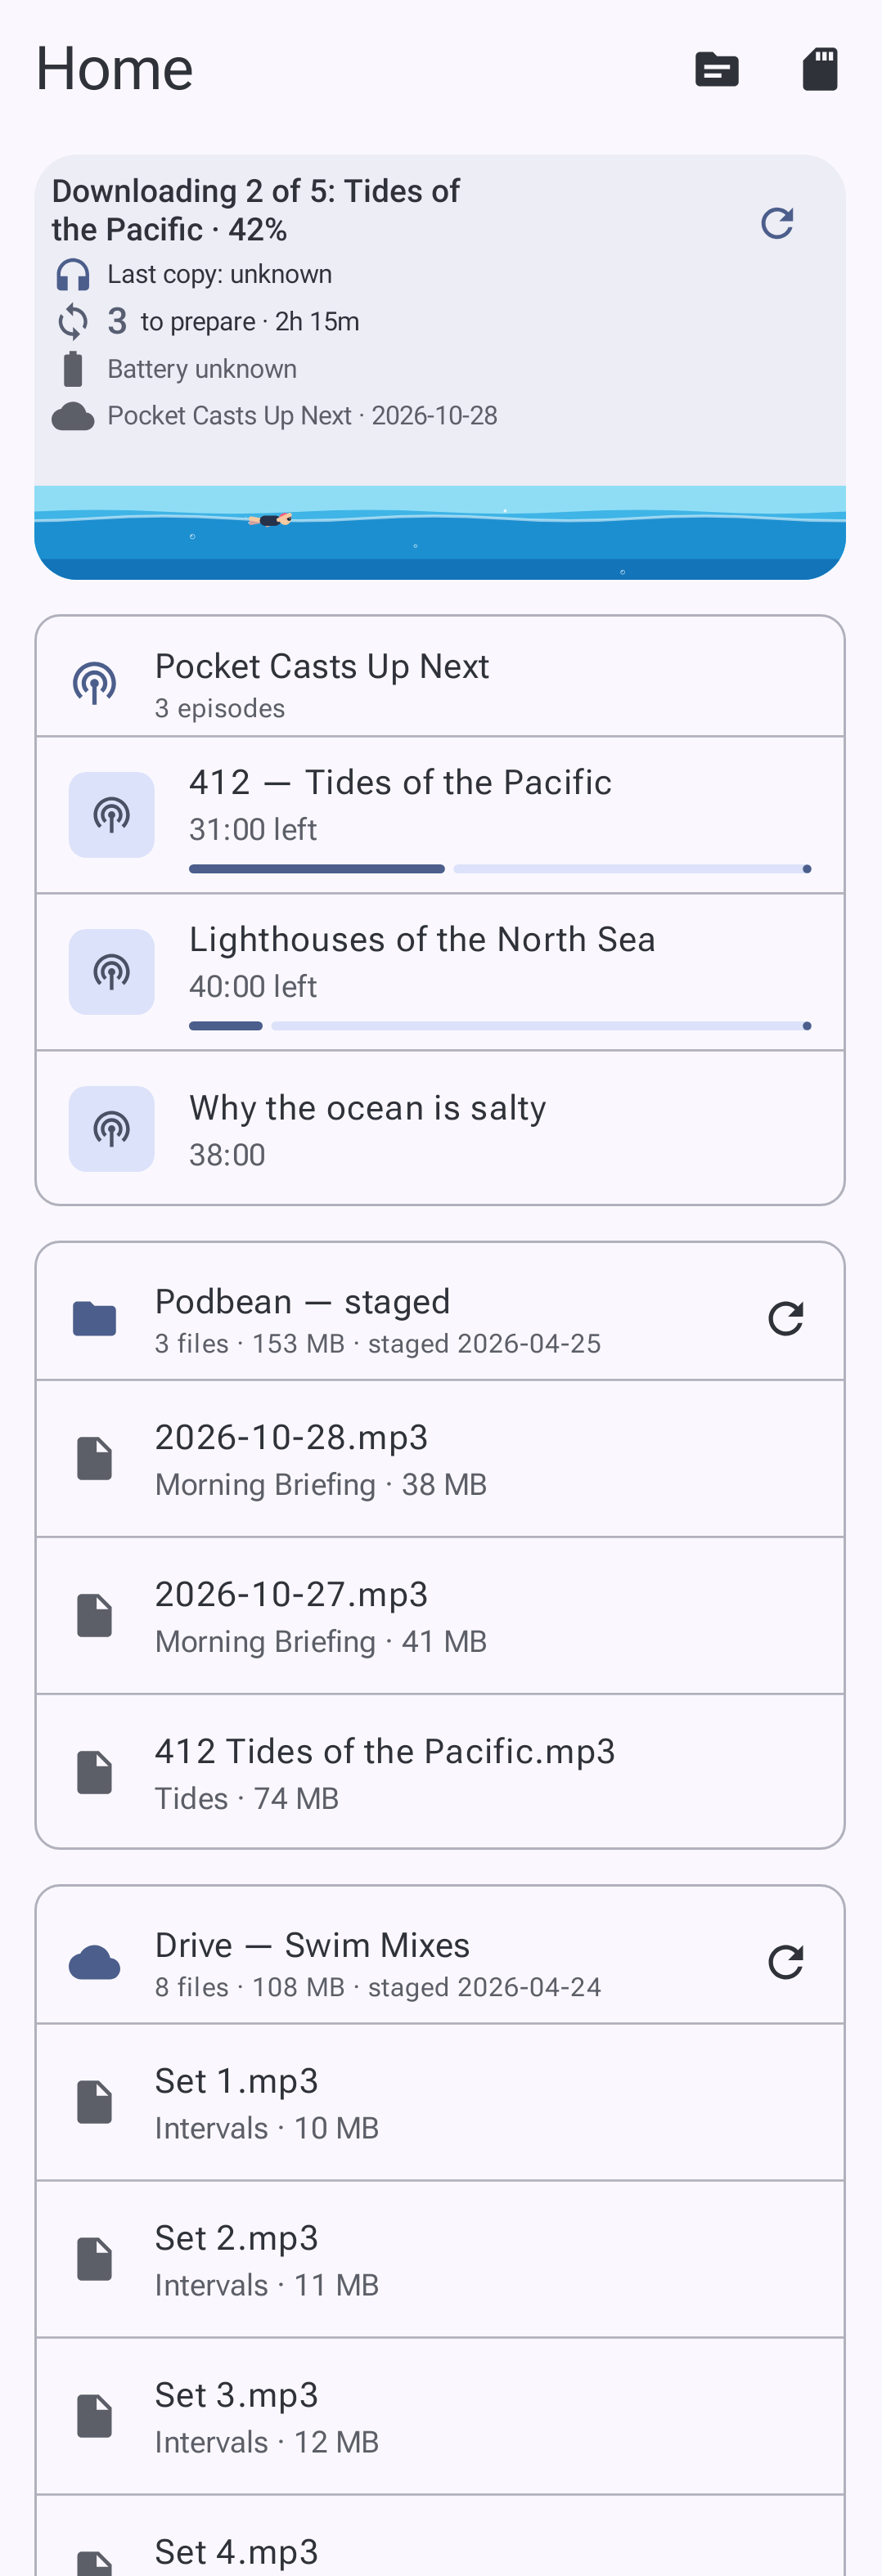 Home
Downloading 2 of 5: Tides of
the Pacific · 42%
Last copy: unknown
3 to prepare · 2h 15m
Battery unknown
Pocket Casts Up Next · 2026-10-28
Pocket Casts Up Next
3 episodes
412 — Tides of the Pacific
31:00 left
Lighthouses of the North Sea
40:00 left
Why the ocean is salty
38:00
Podbean — staged
3 files · 153 MB · staged 2026-04-25
2026-10-28.mp3
Morning Briefing · 38 MB
2026-10-27.mp3
Morning Briefing · 41 MB
412 Tides of the Pacific.mp3
Tides · 74 MB
Drive — Swim Mixes
8 files · 108 MB · staged 2026-04-24
Set 1.mp3
Intervals · 10 MB
Set 2.mp3
Intervals · 11 MB
Set 3.mp3
Intervals · 12 MB
Set 4.mp3